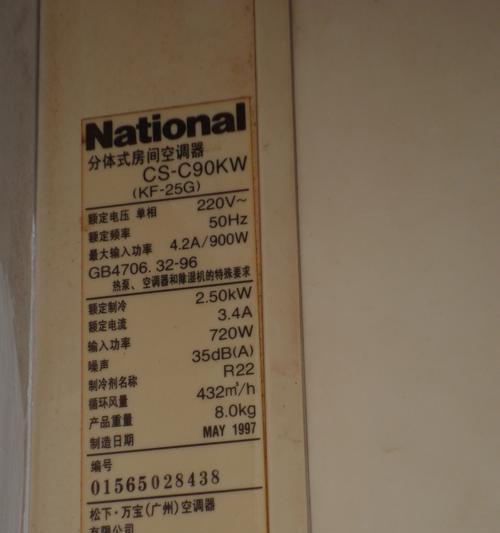 National
分体式房间空调器
CS-C90KW
(KF-25G)
额定电压 单相 220V~
额定频率 50Hz
最大输入功率 4.2A/900W
GB4706.32-96
热泵、空调器和除湿机的特殊要求
额定制冷 2.50kW
额定电流 3.4A
输入功率 720W
噪声 35dB(A)
制冷剂名称 R22
循环风量 432m³/h
产品重量 8.0kg
制造日期 MAY 1997
编号
01565028438
松下·万宝(广州)空调器
有限公司